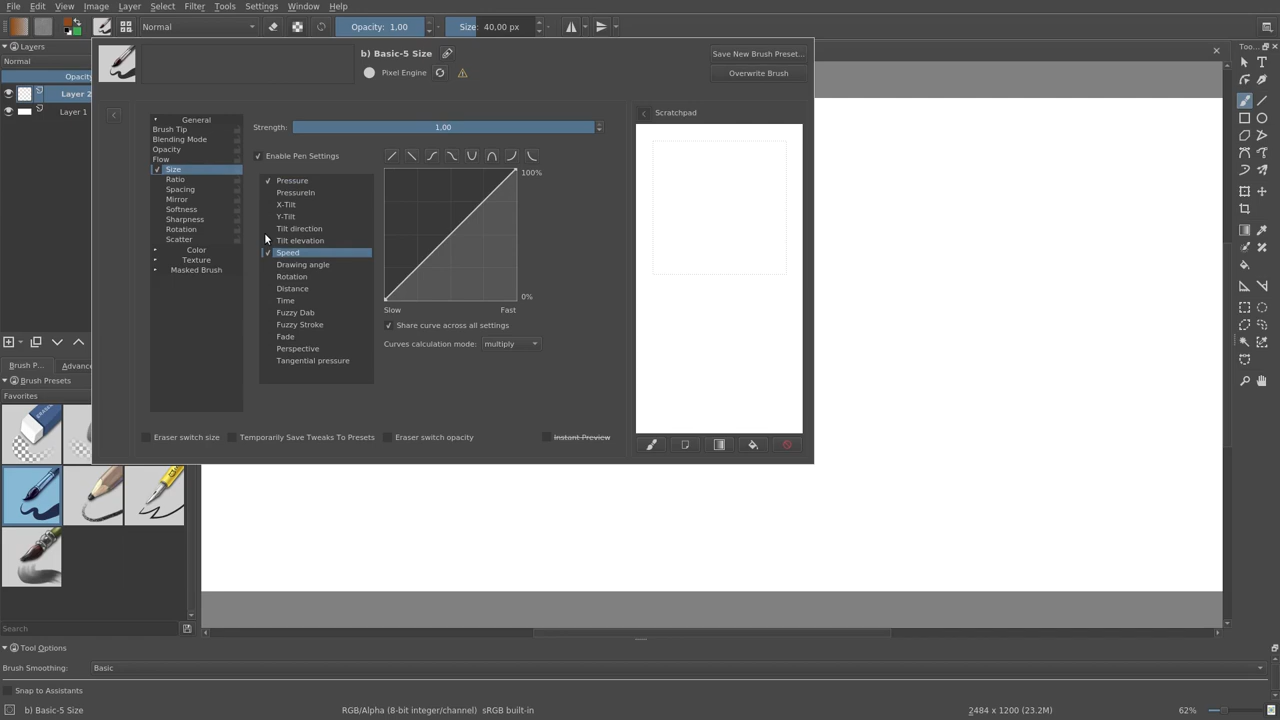 File Edit View Image Layer Select Filter Tools Settings Window Help
Normal Opacity: 1,00 Size: 40,00 px
Layers
Normal
Opacity
Layer 2
Layer 1
b) Basic-5 Size
Pixel Engine
Save New Brush Preset...
Overwrite Brush
General
Brush Tip
Blending Mode
Opacity
Flow
Size
Ratio
Spacing
Mirror
Softness
Sharpness
Rotation
Scatter
Color
Texture
Masked Brush
Strength: 1,00
Enable Pen Settings
Pressure
PressureIn
X-Tilt
Y-Tilt
Tilt direction
Tilt elevation
Speed
Drawing angle
Rotation
Distance
Time
Fuzzy Dab
Fuzzy Stroke
Fade
Perspective
Tangential pressure
100%
0%
Slow Fast
Share curve across all settings
Curves calculation mode: multiply
Eraser switch size Temporarily Save Tweaks To Presets Eraser switch opacity Instant Preview
Scratchpad
Too...
Brush P... Advanc
Brush Presets
Favorites
Search
Tool Options
Brush Smoothing: Basic
Snap to Assistants
b) Basic-5 Size RGB/Alpha (8-bit integer/channel) sRGB built-in 2484 x 1200 (23.2M) 62%